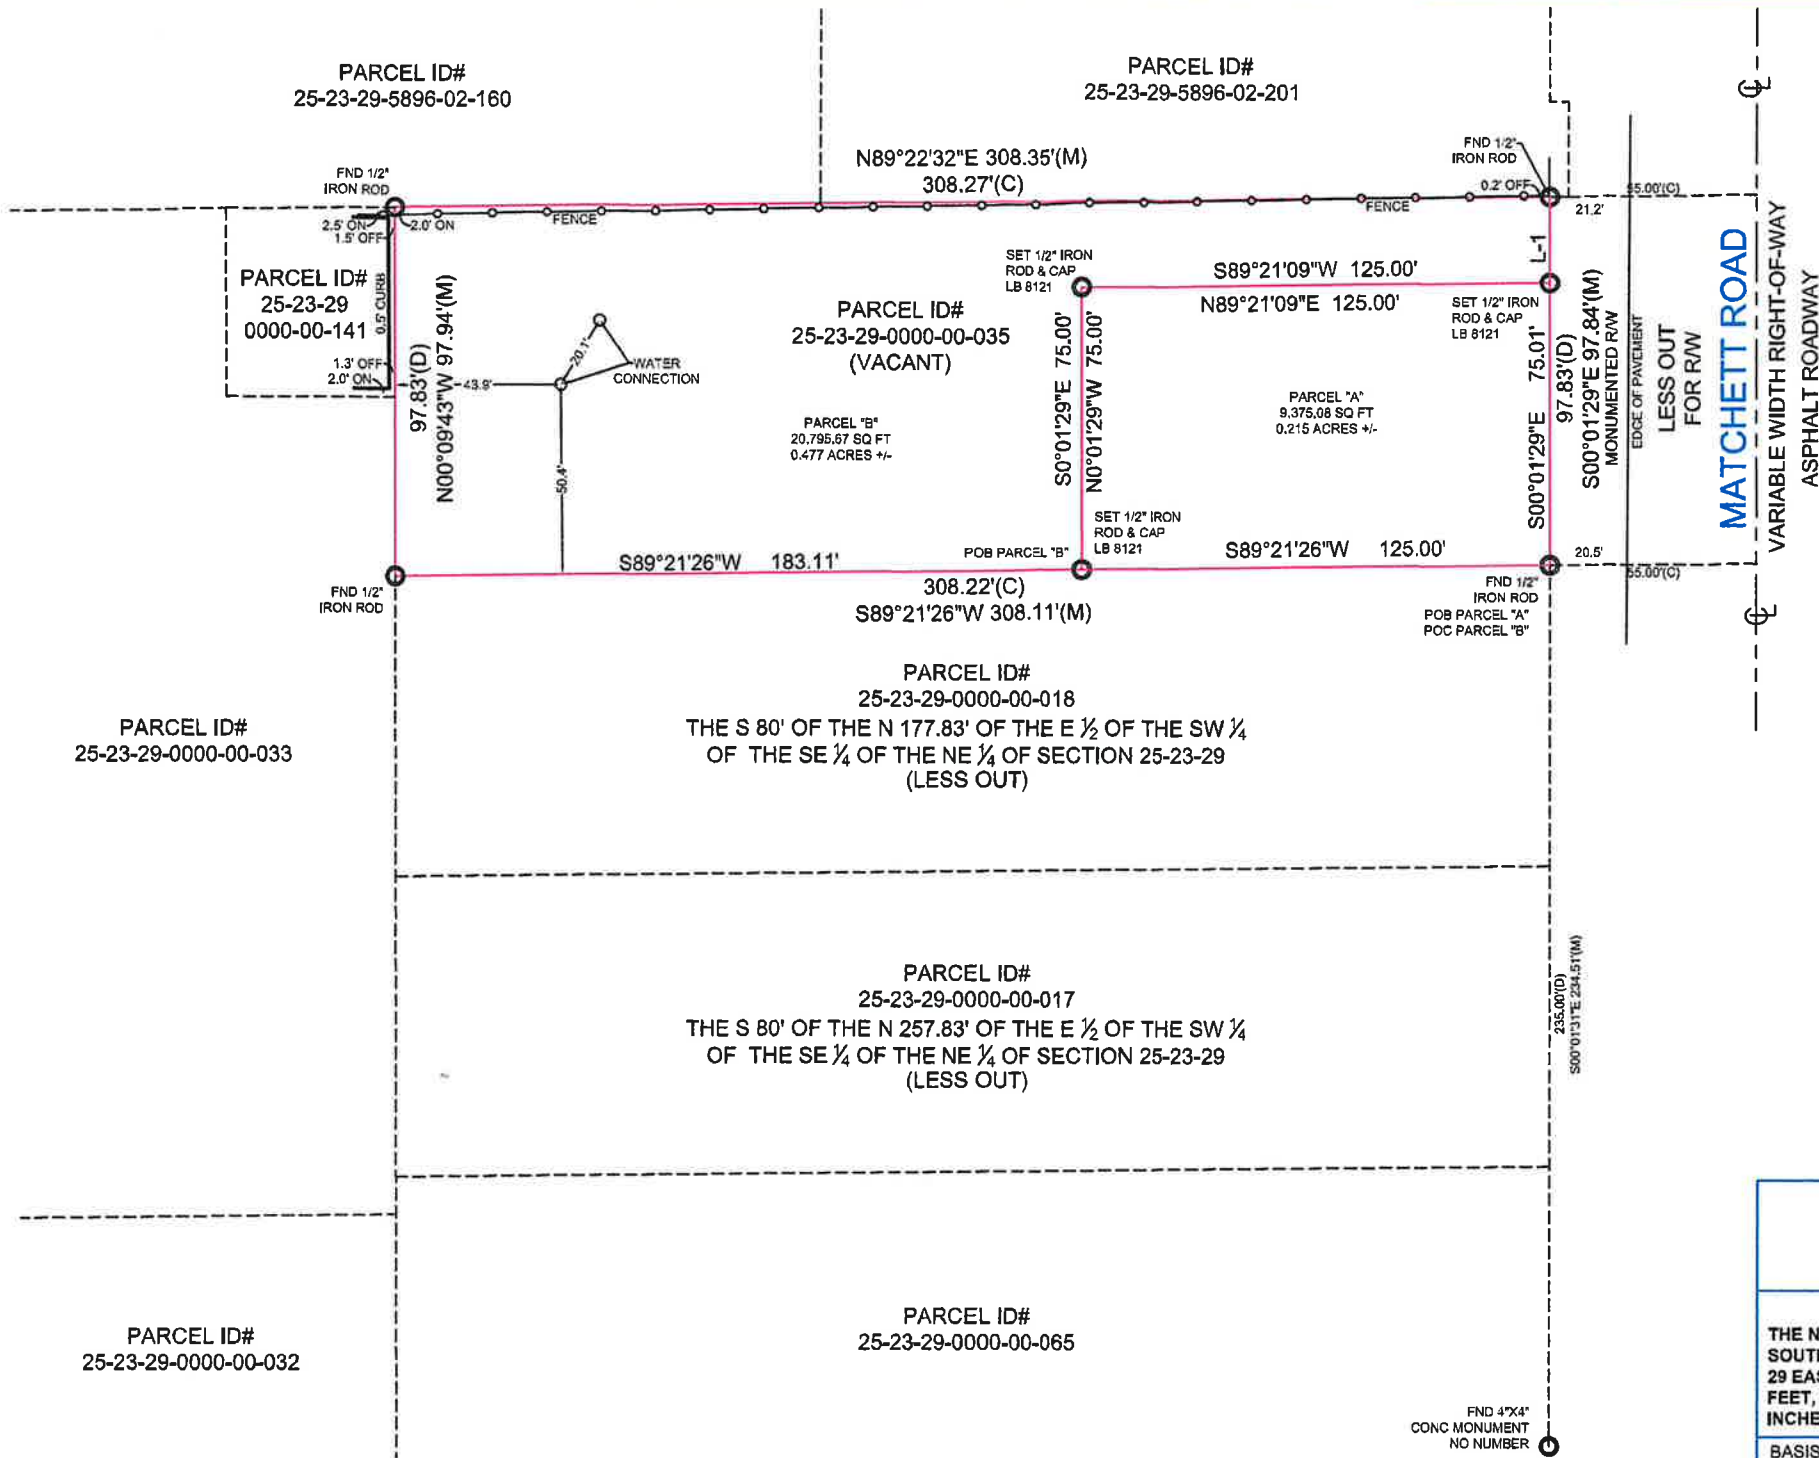 PARCEL ID#
25-23-29-5896-02-160
PARCEL ID#
25-23-29-5896-02-201
N89°22'32"E 308.35'(M)
308.27'(C)
FND 1/2"
IRON ROD
FND 1/2"
IRON ROD
0.2' OFF
55.00'(C)
21.2'
2.5' ON
1.5' OFF
2.0' ON
FENCE
FENCE
PARCEL ID#
25-23-29
0000-00-141
0.5' CURB
1.3' OFF
2.0' ON
97.83'(D)
N00°09'43"W 97.94'(M)
43.9'
20.1'
WATER
CONNECTION
50.4'
PARCEL ID#
25-23-29-0000-00-035
(VACANT)
PARCEL "B"
20,795.67 SQ FT
0.477 ACRES +/-
SET 1/2" IRON
ROD & CAP
LB 8121
S89°21'09"W 125.00'
N89°21'09"E 125.00'
SET 1/2" IRON
ROD & CAP
LB 8121
L-1
S0°01'29"E 75.00'
N0°01'29"W 75.00'
PARCEL "A"
9,375.08 SQ FT
0.215 ACRES +/-
S00°01'29"E 75.01'
97.83'(D)
S00°01'29"E 97.84'(M)
MONUMENTED R/W
EDGE OF PAVEMENT
LESS OUT
FOR R/W
MATCHETT ROAD
VARIABLE WIDTH RIGHT-OF-WAY
ASPHALT ROADWAY
CL
CL
SET 1/2" IRON
ROD & CAP
LB 8121
POB PARCEL "B"
S89°21'26"W 183.11'
S89°21'26"W 125.00'
20.5'
55.00'(C)
308.22'(C)
S89°21'26"W 308.11'(M)
FND 1/2"
IRON ROD
FND 1/2"
IRON ROD
POB PARCEL "A"
POC PARCEL "B"
PARCEL ID#
25-23-29-0000-00-018
THE S 80' OF THE N 177.83' OF THE E ½ OF THE SW ¼
OF THE SE ¼ OF THE NE ¼ OF SECTION 25-23-29
(LESS OUT)
PARCEL ID#
25-23-29-0000-00-033
PARCEL ID#
25-23-29-0000-00-017
THE S 80' OF THE N 257.83' OF THE E ½ OF THE SW ¼
OF THE SE ¼ OF THE NE ¼ OF SECTION 25-23-29
(LESS OUT)
235.00'(D)
S00°01'31"E 234.51'(M)
PARCEL ID#
25-23-29-0000-00-065
PARCEL ID#
25-23-29-0000-00-032
FND 4"X4"
CONC MONUMENT
NO NUMBER
THE N
SOUT
29 EAS
FEET,
INCHE
BASIS